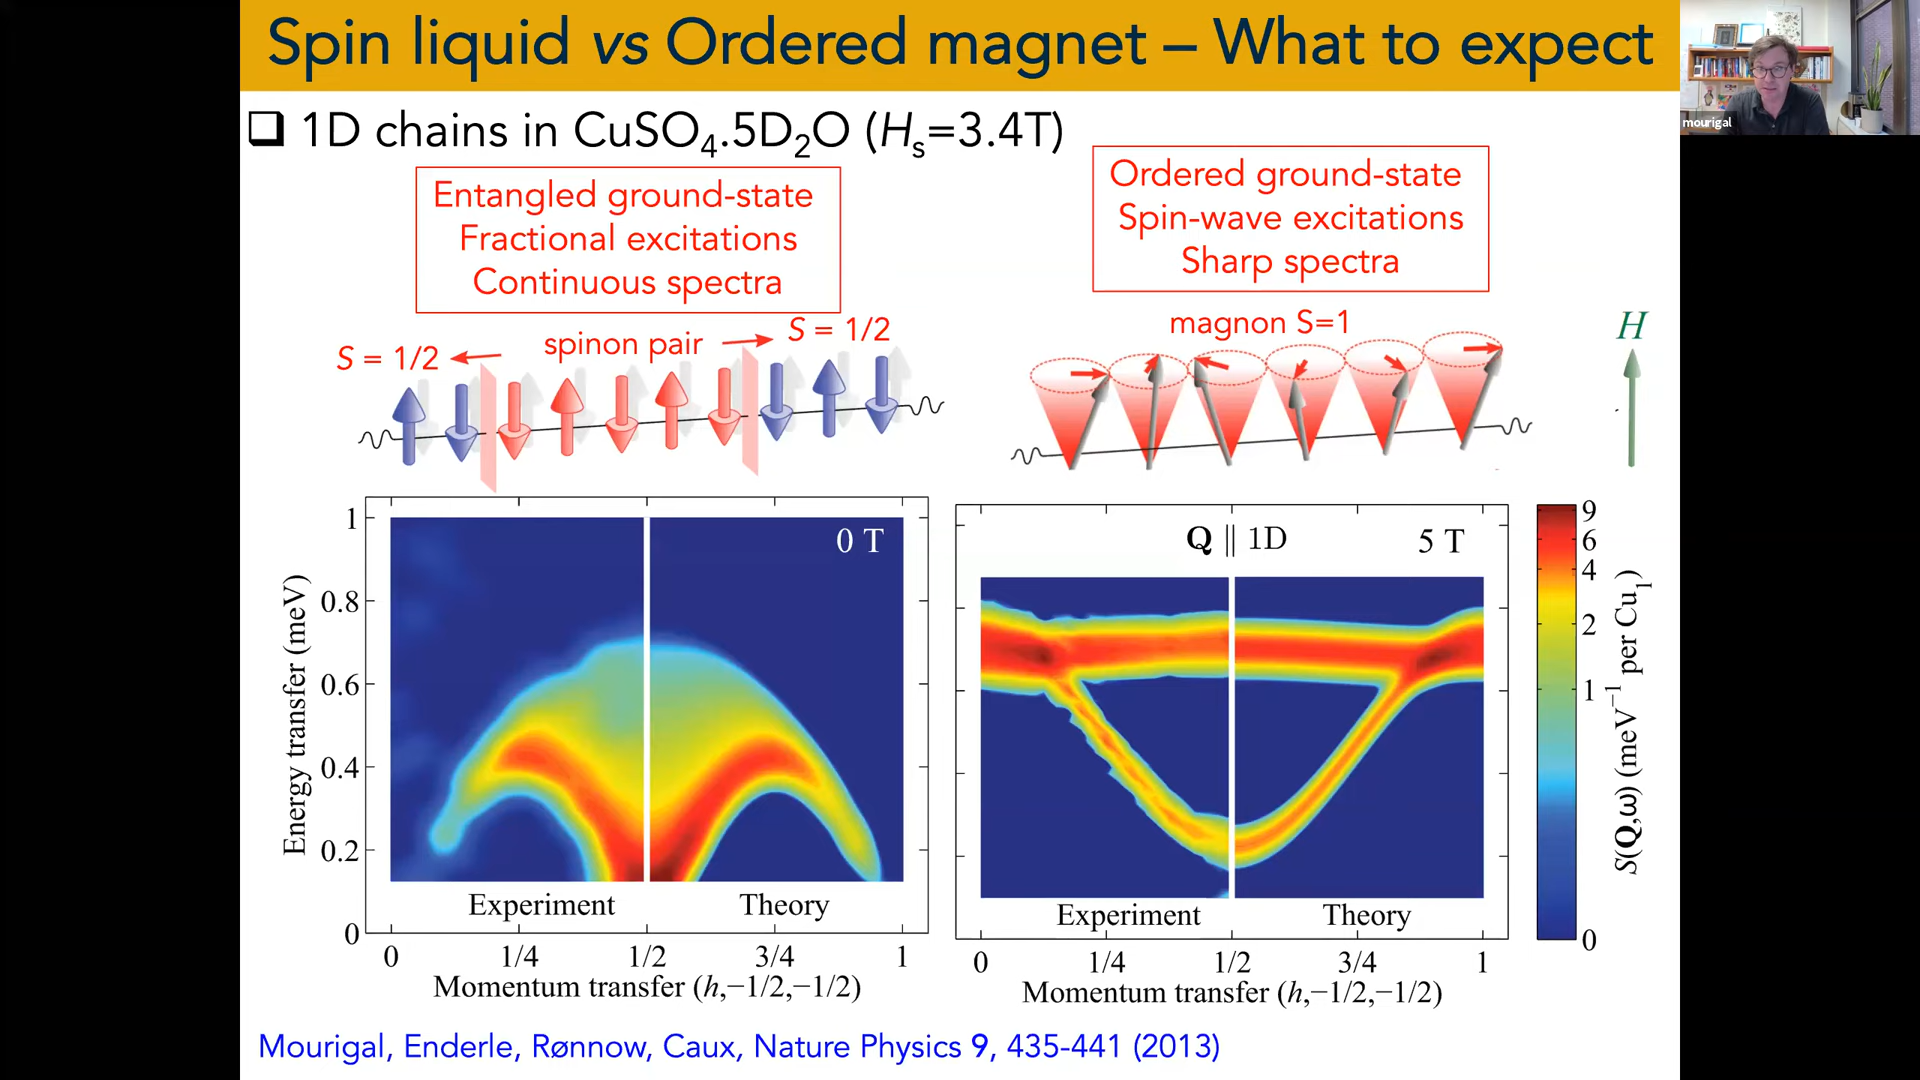 Spin liquid vs Ordered magnet – What to expect
mourigal
❑ 1D chains in CuSO₄.5D₂O (Hₛ=3.4T)
Entangled ground-state
Fractional excitations
Continuous spectra
Ordered ground-state
Spin-wave excitations
Sharp spectra
S = 1/2
spinon pair
S = 1/2
magnon S=1
H
Energy transfer (meV)
1
0.8
0.6
0.4
0.2
0
0 T
Experiment
Theory
0
1/4
1/2
3/4
1
Momentum transfer (h,−1/2,−1/2)
Q ∥ 1D
5 T
Experiment
Theory
0
1/4
1/2
3/4
1
Momentum transfer (h,−1/2,−1/2)
9
6
4
2
1
0
S(Q,ω) (meV⁻¹ per Cu₁)
Mourigal, Enderle, Rønnow, Caux, Nature Physics 9, 435-441 (2013)